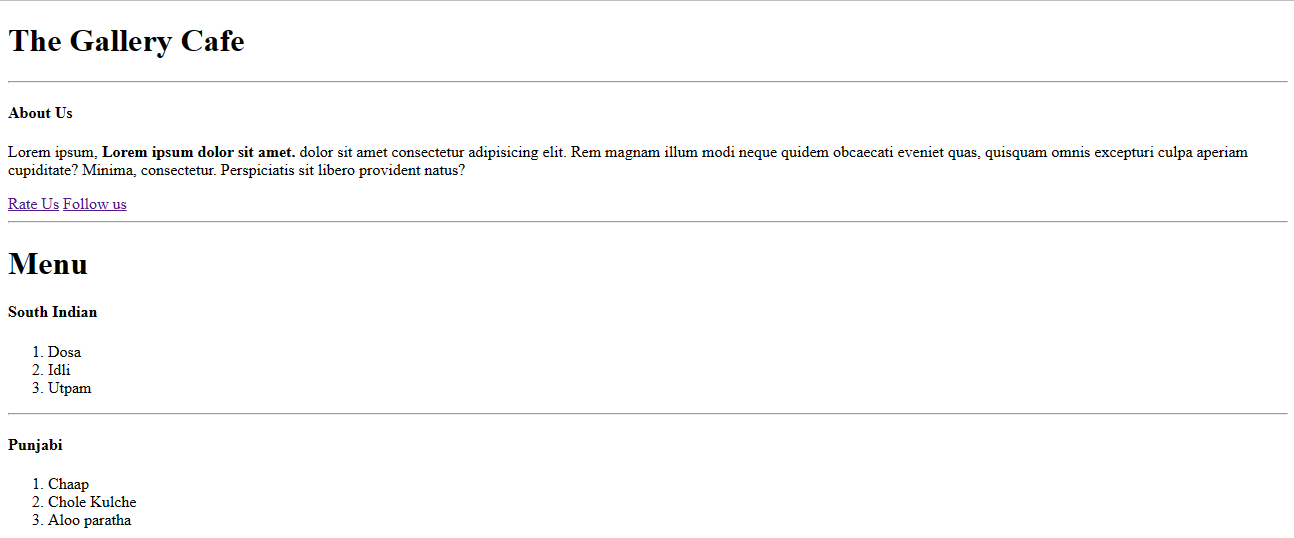 The Gallery Cafe
About Us
Lorem ipsum, Lorem ipsum dolor sit amet. dolor sit amet consectetur adipisicing elit. Rem magnam illum modi neque quidem obcaecati eveniet quas, quisquam omnis excepturi culpa aperiam
cupiditate? Minima, consectetur. Perspiciatis sit libero provident natus?
Rate Us Follow us
Menu
South Indian
1. Dosa
2. Idli
3. Utpam
Punjabi
1. Chaap
2. Chole Kulche
3. Aloo paratha